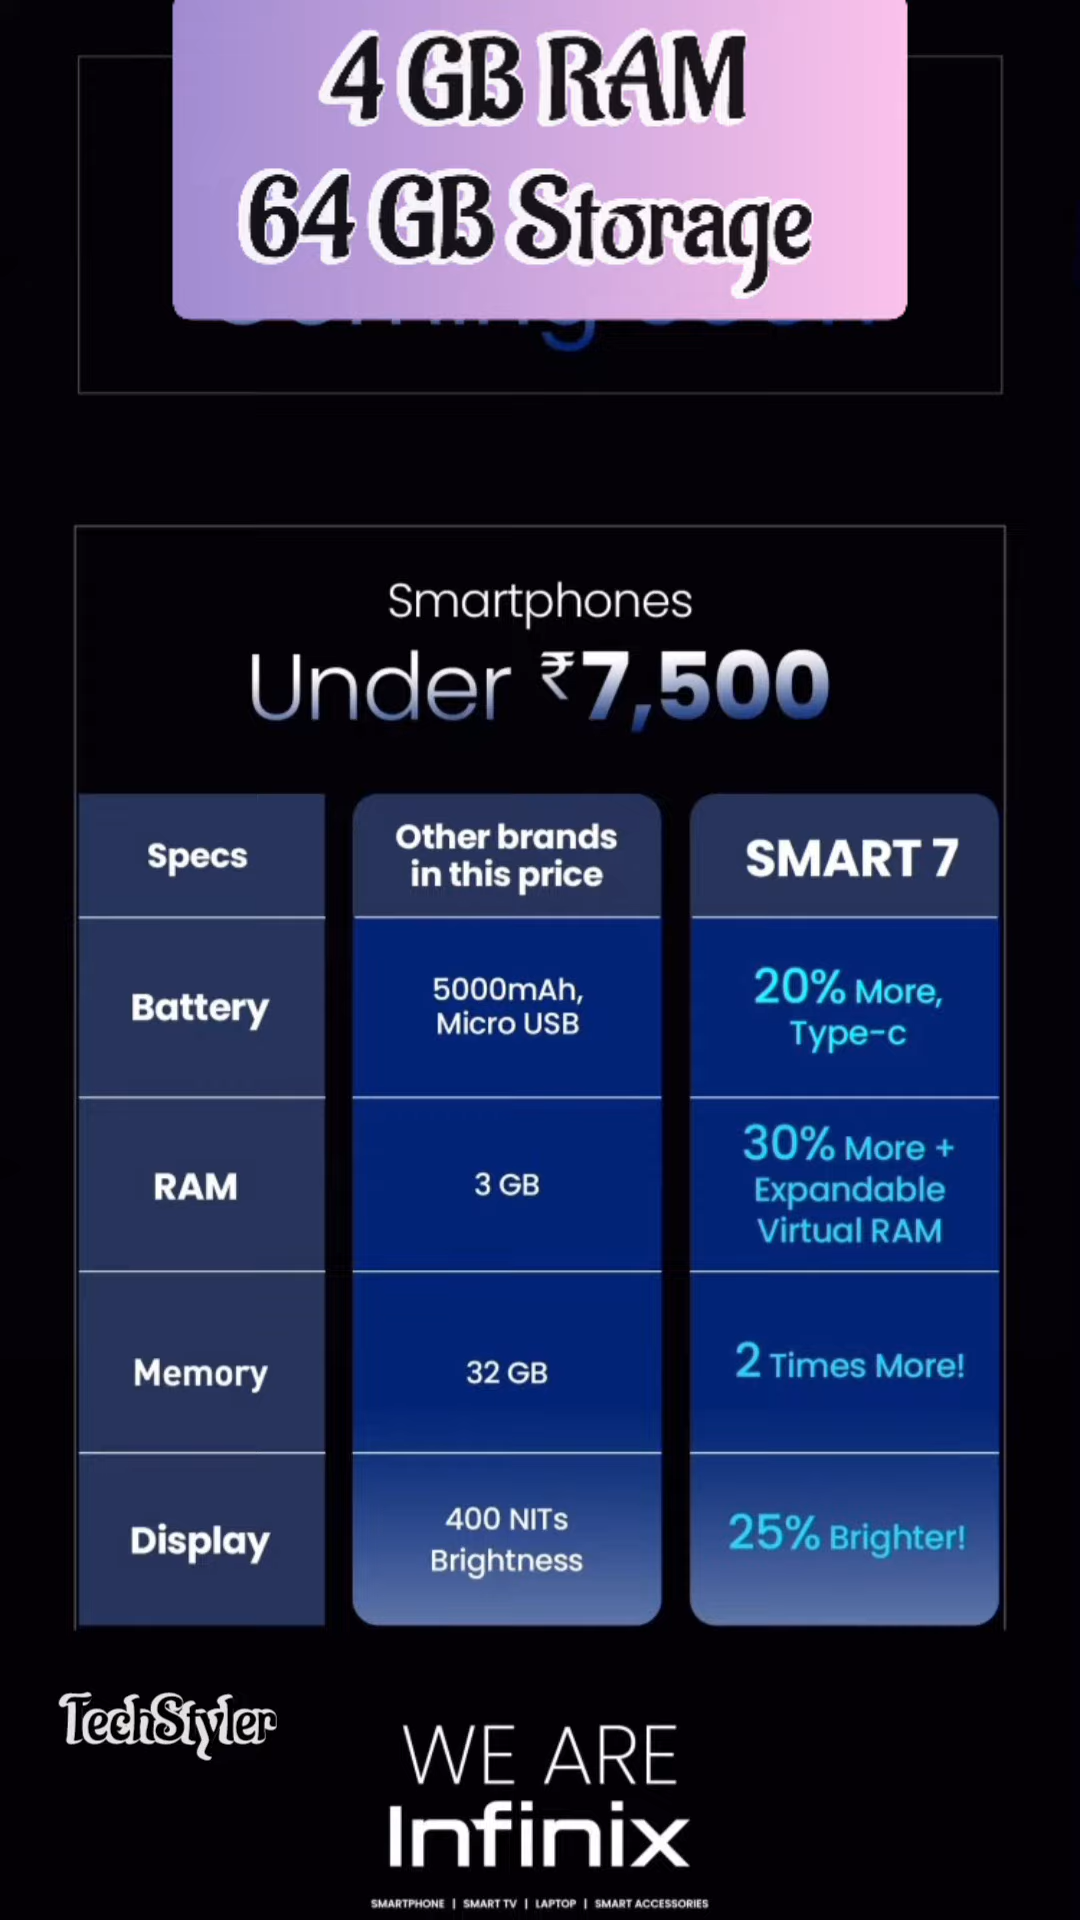 4 GB RAM
64 GB Storage
Smartphones
Under ₹7,500
Specs
Other brands
in this price
SMART 7
Battery
5000mAh,
Micro USB
20% More,
Type-c
RAM
3 GB
30% More +
Expandable
Virtual RAM
Memory
32 GB
2 Times More!
Display
400 NITs
Brightness
25% Brighter!
TechStyler
WE ARE
Infinix
SMARTPHONE | SMART TV | LAPTOP | SMART ACCESSORIES